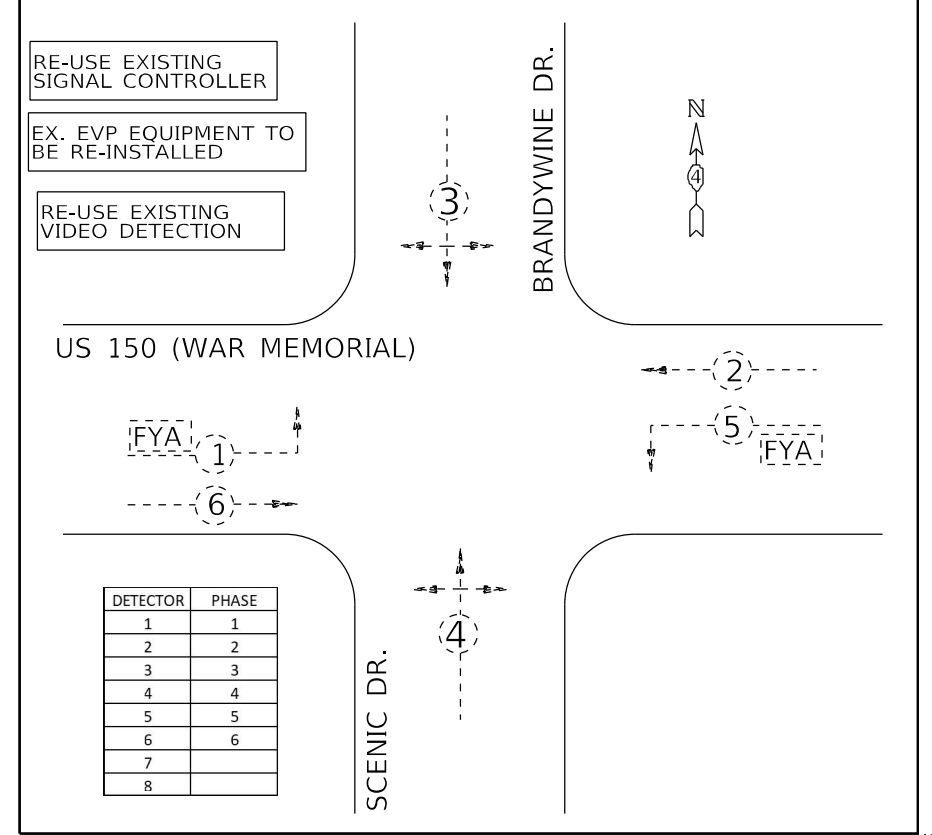 RE-USE EXISTING
SIGNAL CONTROLLER
EX. EVP EQUIPMENT TO
BE RE-INSTALLED
RE-USE EXISTING
VIDEO DETECTION
3
BRANDYWINE DR.
N
4
US 150 (WAR MEMORIAL)
2
5
FYA
FYA
1
6
4
SCENIC DR.
DETECTOR PHASE
1 1
2 2
3 3
4 4
5 5
6 6
7
8